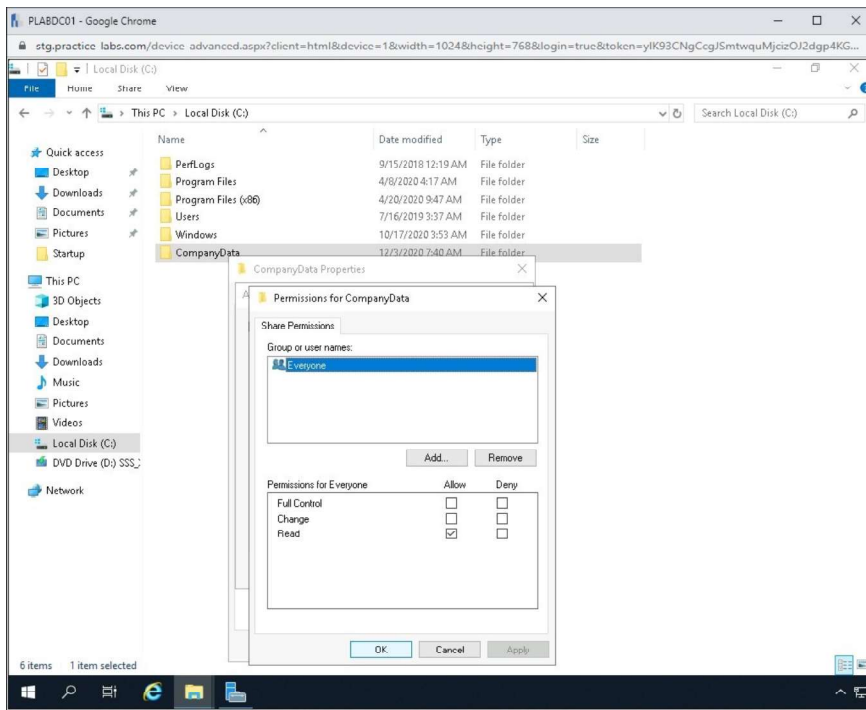 PLABDC01 - Google Chrome
stg.practice-labs.com/device-advanced.aspx?client=html&device=1&width=1024&height=768&login=true&token=
Local Disk (C:)
File Home Share View
This PC > Local Disk (C:)
Search Local Disk (C:)
Name Date modified Type Size
Quick access
Desktop
Downloads
Documents
Pictures
Startup
This PC
3D Objects
Desktop
Documents
Downloads
Music
Pictures
Videos
Local Disk (C:)
DVD Drive (D:) SSS_
Network
PerfLogs 9/15/2018 12:19 AM File folder
Program Files 4/8/2020 4:17 AM File folder
Program Files (x86) 4/20/2020 9:47 AM File folder
Users 7/16/2019 3:37 AM File folder
Windows 10/17/2020 3:53 AM File folder
CompanyData 12/3/2020 7:40 AM File folder
CompanyData Properties
Permissions for CompanyData
Share Permissions
Group or user names:
Everyone
Add... Remove
Permissions for Everyone Allow Deny
Full Control
Change
Read
OK Cancel Apply
6 items 1 item selected